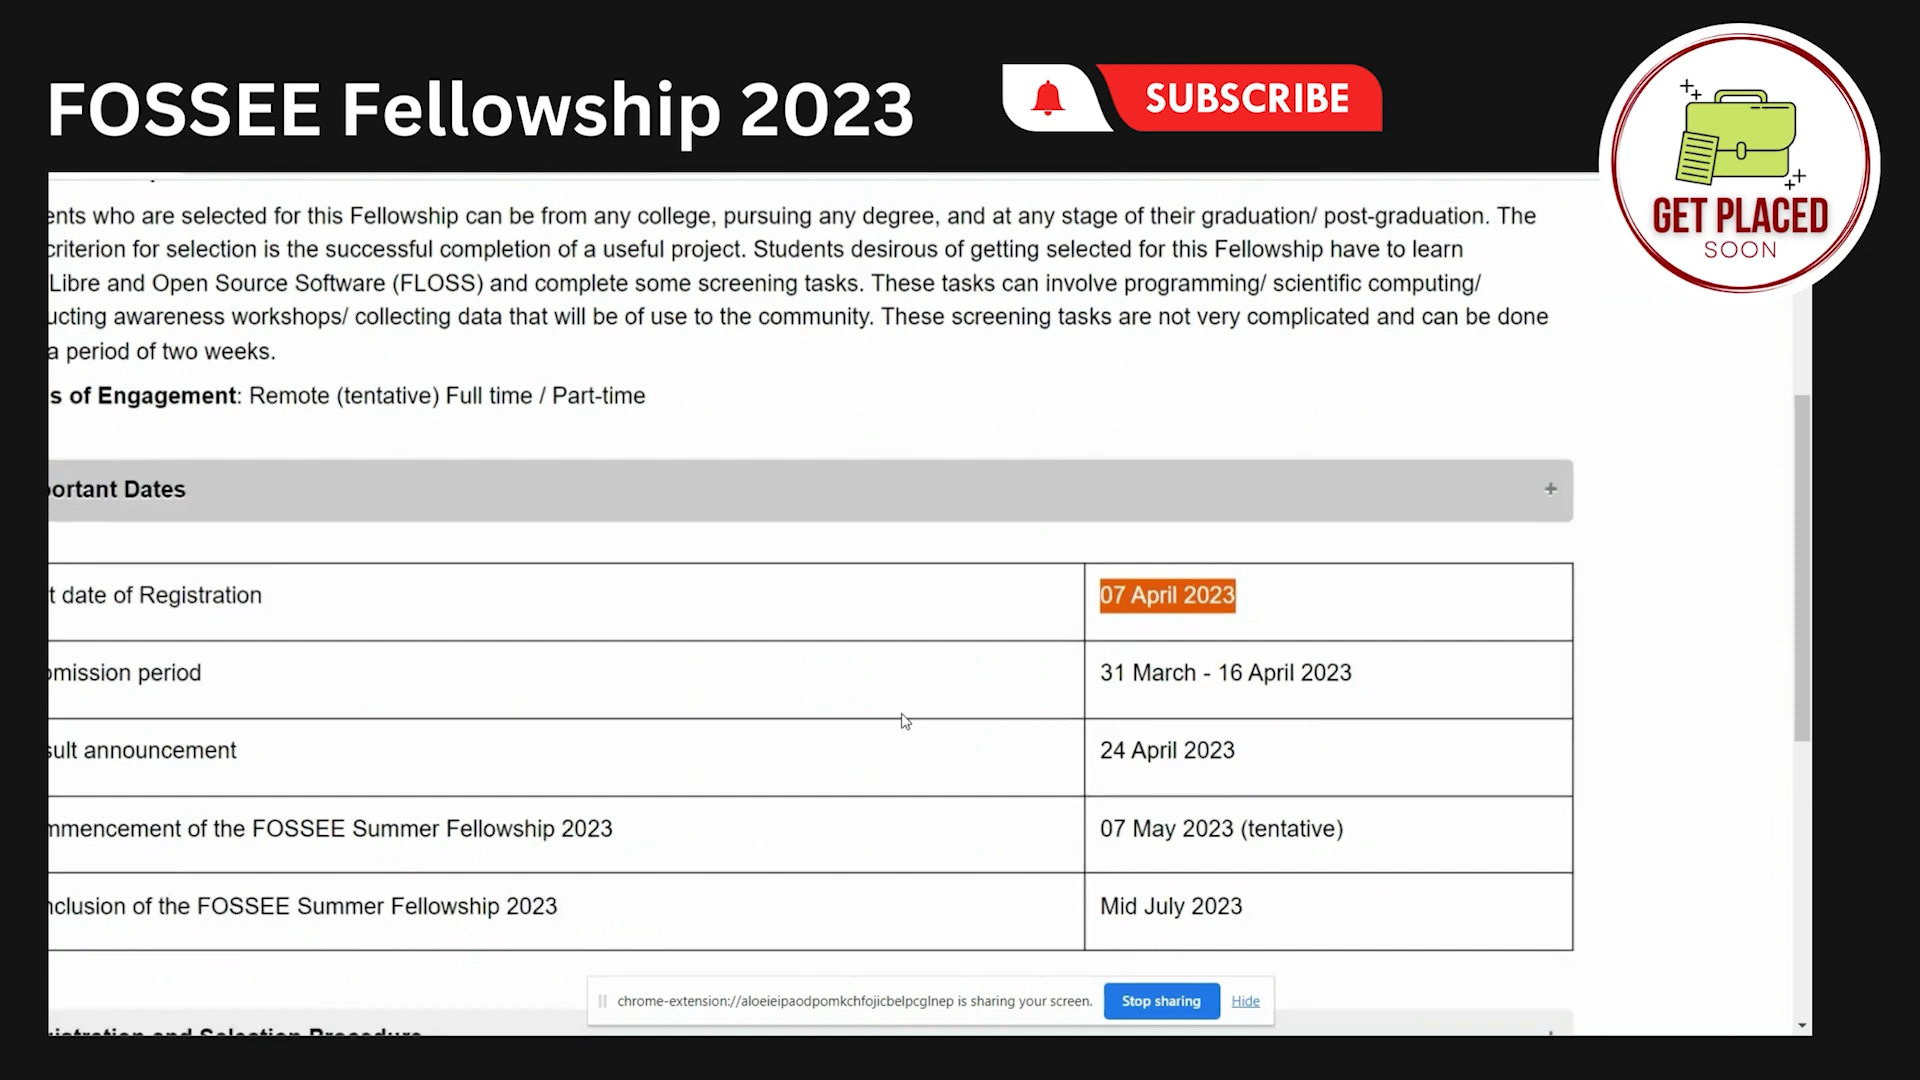 FOSSEE Fellowship 2023
SUBSCRIBE
GET PLACED
SOON
ents who are selected for this Fellowship can be from any college, pursuing any degree, and at any stage of their graduation/ post-graduation. The
criterion for selection is the successful completion of a useful project. Students desirous of getting selected for this Fellowship have to learn
Libre and Open Source Software (FLOSS) and complete some screening tasks. These tasks can involve programming/ scientific computing/
ucting awareness workshops/ collecting data that will be of use to the community. These screening tasks are not very complicated and can be done
a period of two weeks.
s of Engagement: Remote (tentative) Full time / Part-time
ortant Dates +
t date of Registration 07 April 2023
mission period 31 March - 16 April 2023
sult announcement 24 April 2023
mmencement of the FOSSEE Summer Fellowship 2023 07 May 2023 (tentative)
nclusion of the FOSSEE Summer Fellowship 2023 Mid July 2023
chrome-extension://aloeieipaodpomkchfojicbelpcglnep is sharing your screen. Stop sharing Hide
istration and Selection Procedure